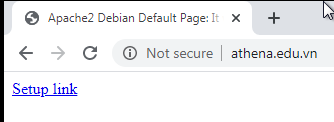 Apache2 Debian Default Page: It
Not secure | athena.edu.vn
Setup link